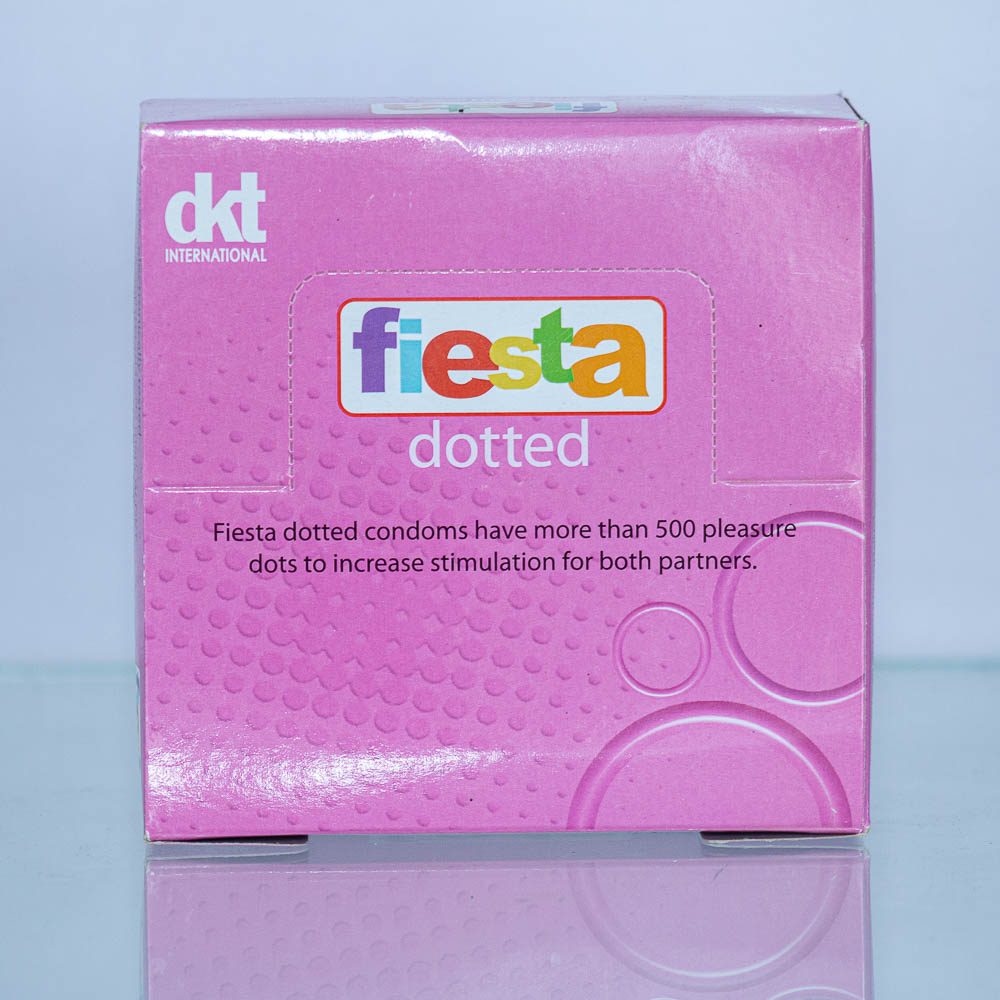 dkt
INTERNATIONAL
fiesta
dotted
Fiesta dotted condoms have more than 500 pleasure
dots to increase stimulation for both partners.